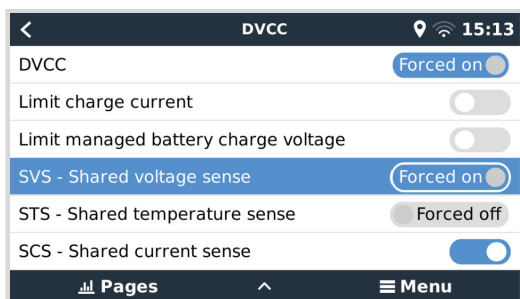 DVCC 15:13
DVCC Forced on
Limit charge current
Limit managed battery charge voltage
SVS - Shared voltage sense Forced on
STS - Shared temperature sense Forced off
SCS - Shared current sense
Pages Menu